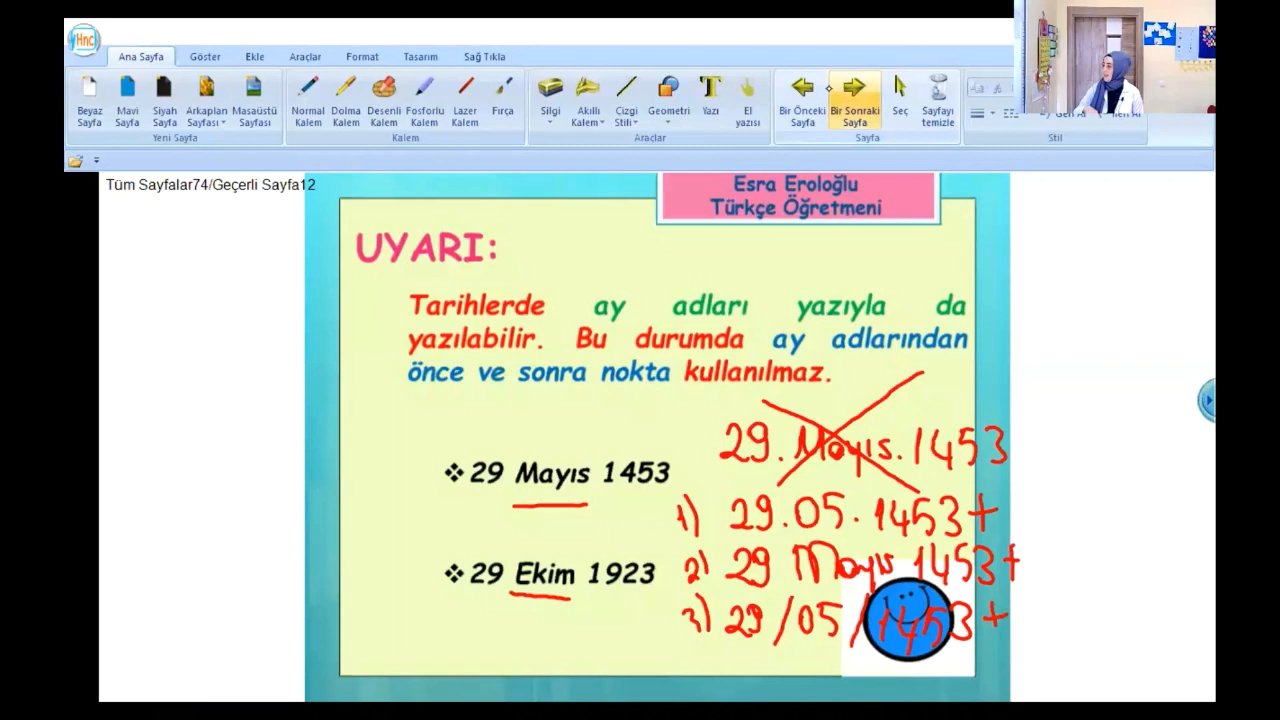 Hnc
Ana Sayfa Göster Ekle Araçlar Format Tasarım Sağ Tıkla
Beyaz Sayfa Mavi Sayfa Siyah Sayfa Arkaplan Sayfası Masaüstü Sayfası
Normal Kalem Dolma Kalem Desenli Kalem Fosforlu Kalem Lazer Kalem Fırça
Silgi Akıllı Kalem Çizgi Stili Geometri Yazı El yazısı
Bir Önceki Sayfa Bir Sonraki Sayfa Seç Sayfayı temizle
Yeni Sayfa Kalem Araçlar Sayfa Stil
Tüm Sayfalar74/Geçerli Sayfa12
Esra Eroloğlu
Türkçe Öğretmeni
UYARI:
Tarihlerde ay adları yazıyla da
yazılabilir. Bu durumda ay adlarından
önce ve sonra nokta kullanılmaz.
29. Mayıs. 1453
❖ 29 Mayıs 1453
1) 29.05.1453 +
2) 29 Mayıs 1453 +
❖ 29 Ekim 1923
3) 29/05/1453 +